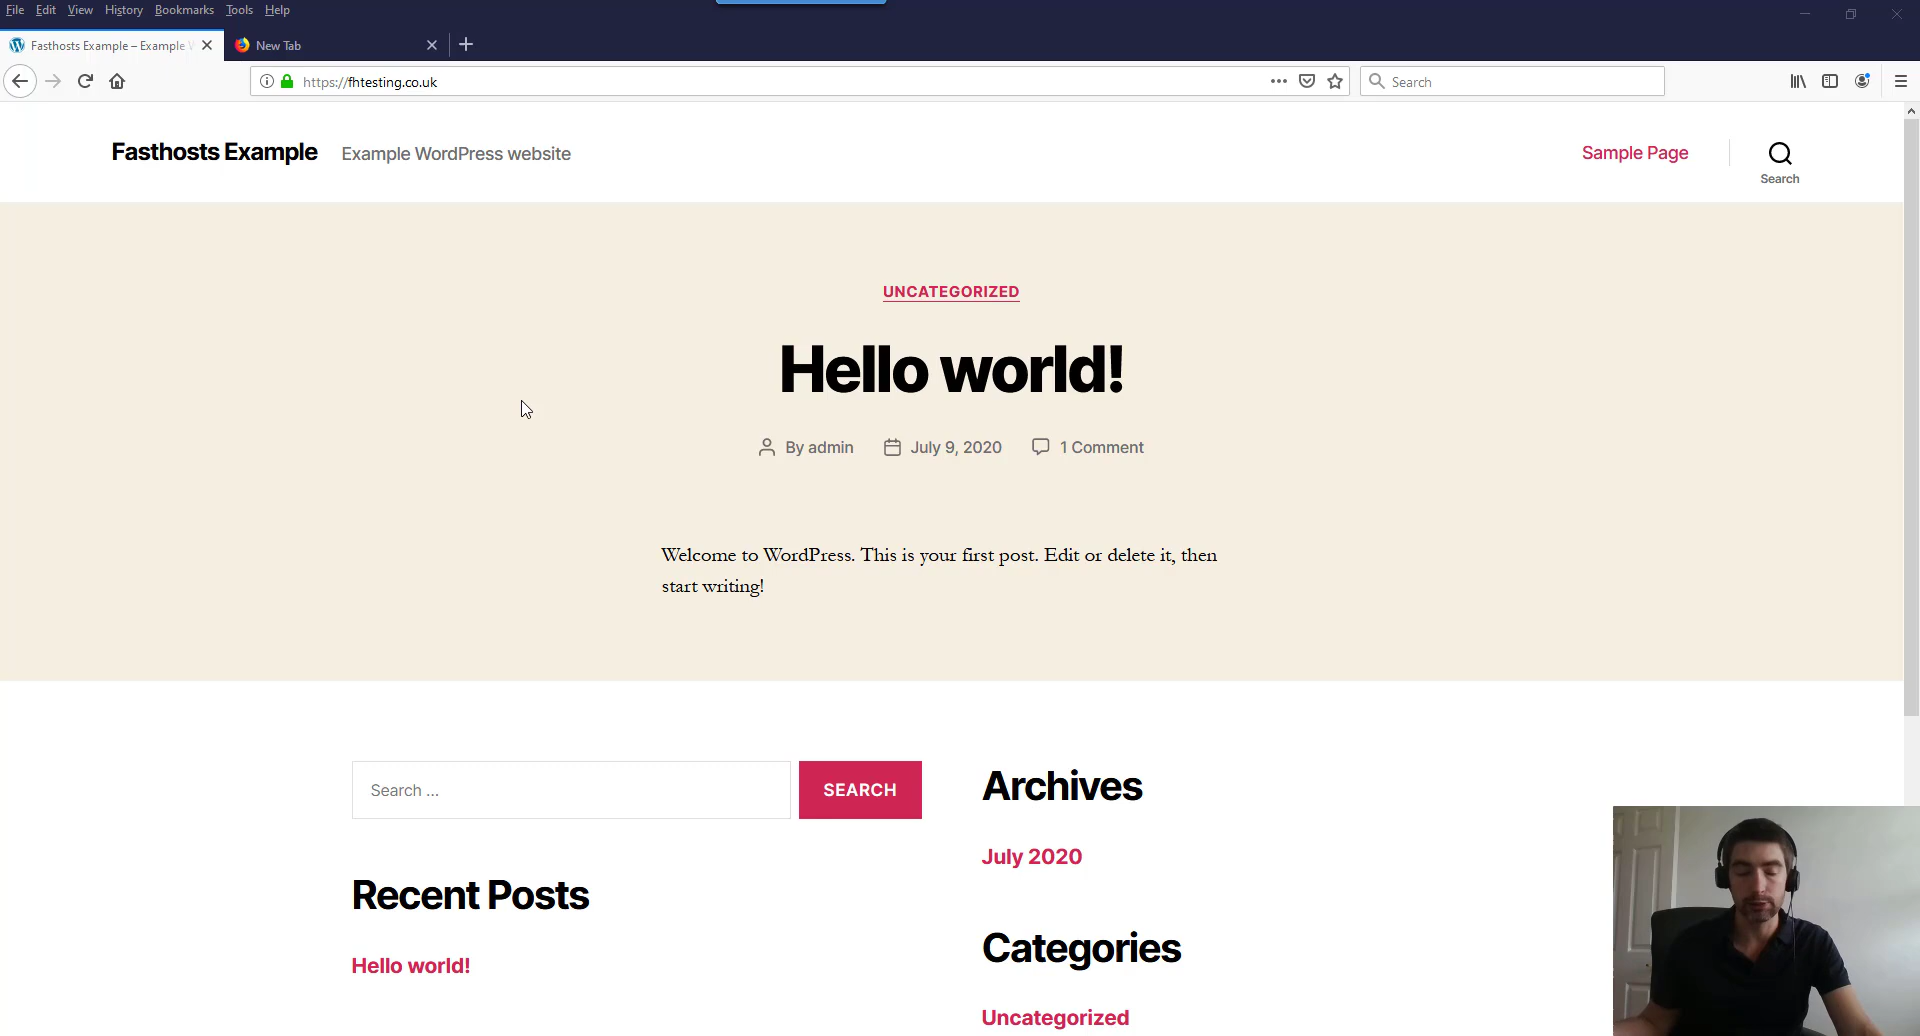 File Edit View History Bookmarks Tools Help
Fasthosts Example – Example W New Tab
https://fhtesting.co.uk Search
Fasthosts Example Example WordPress website Sample Page
Search
UNCATEGORIZED
Hello world!
By admin July 9, 2020 1 Comment
Welcome to WordPress. This is your first post. Edit or delete it, then
start writing!
Search ... SEARCH
Archives
July 2020
Recent Posts
Categories
Hello world!
Uncategorized